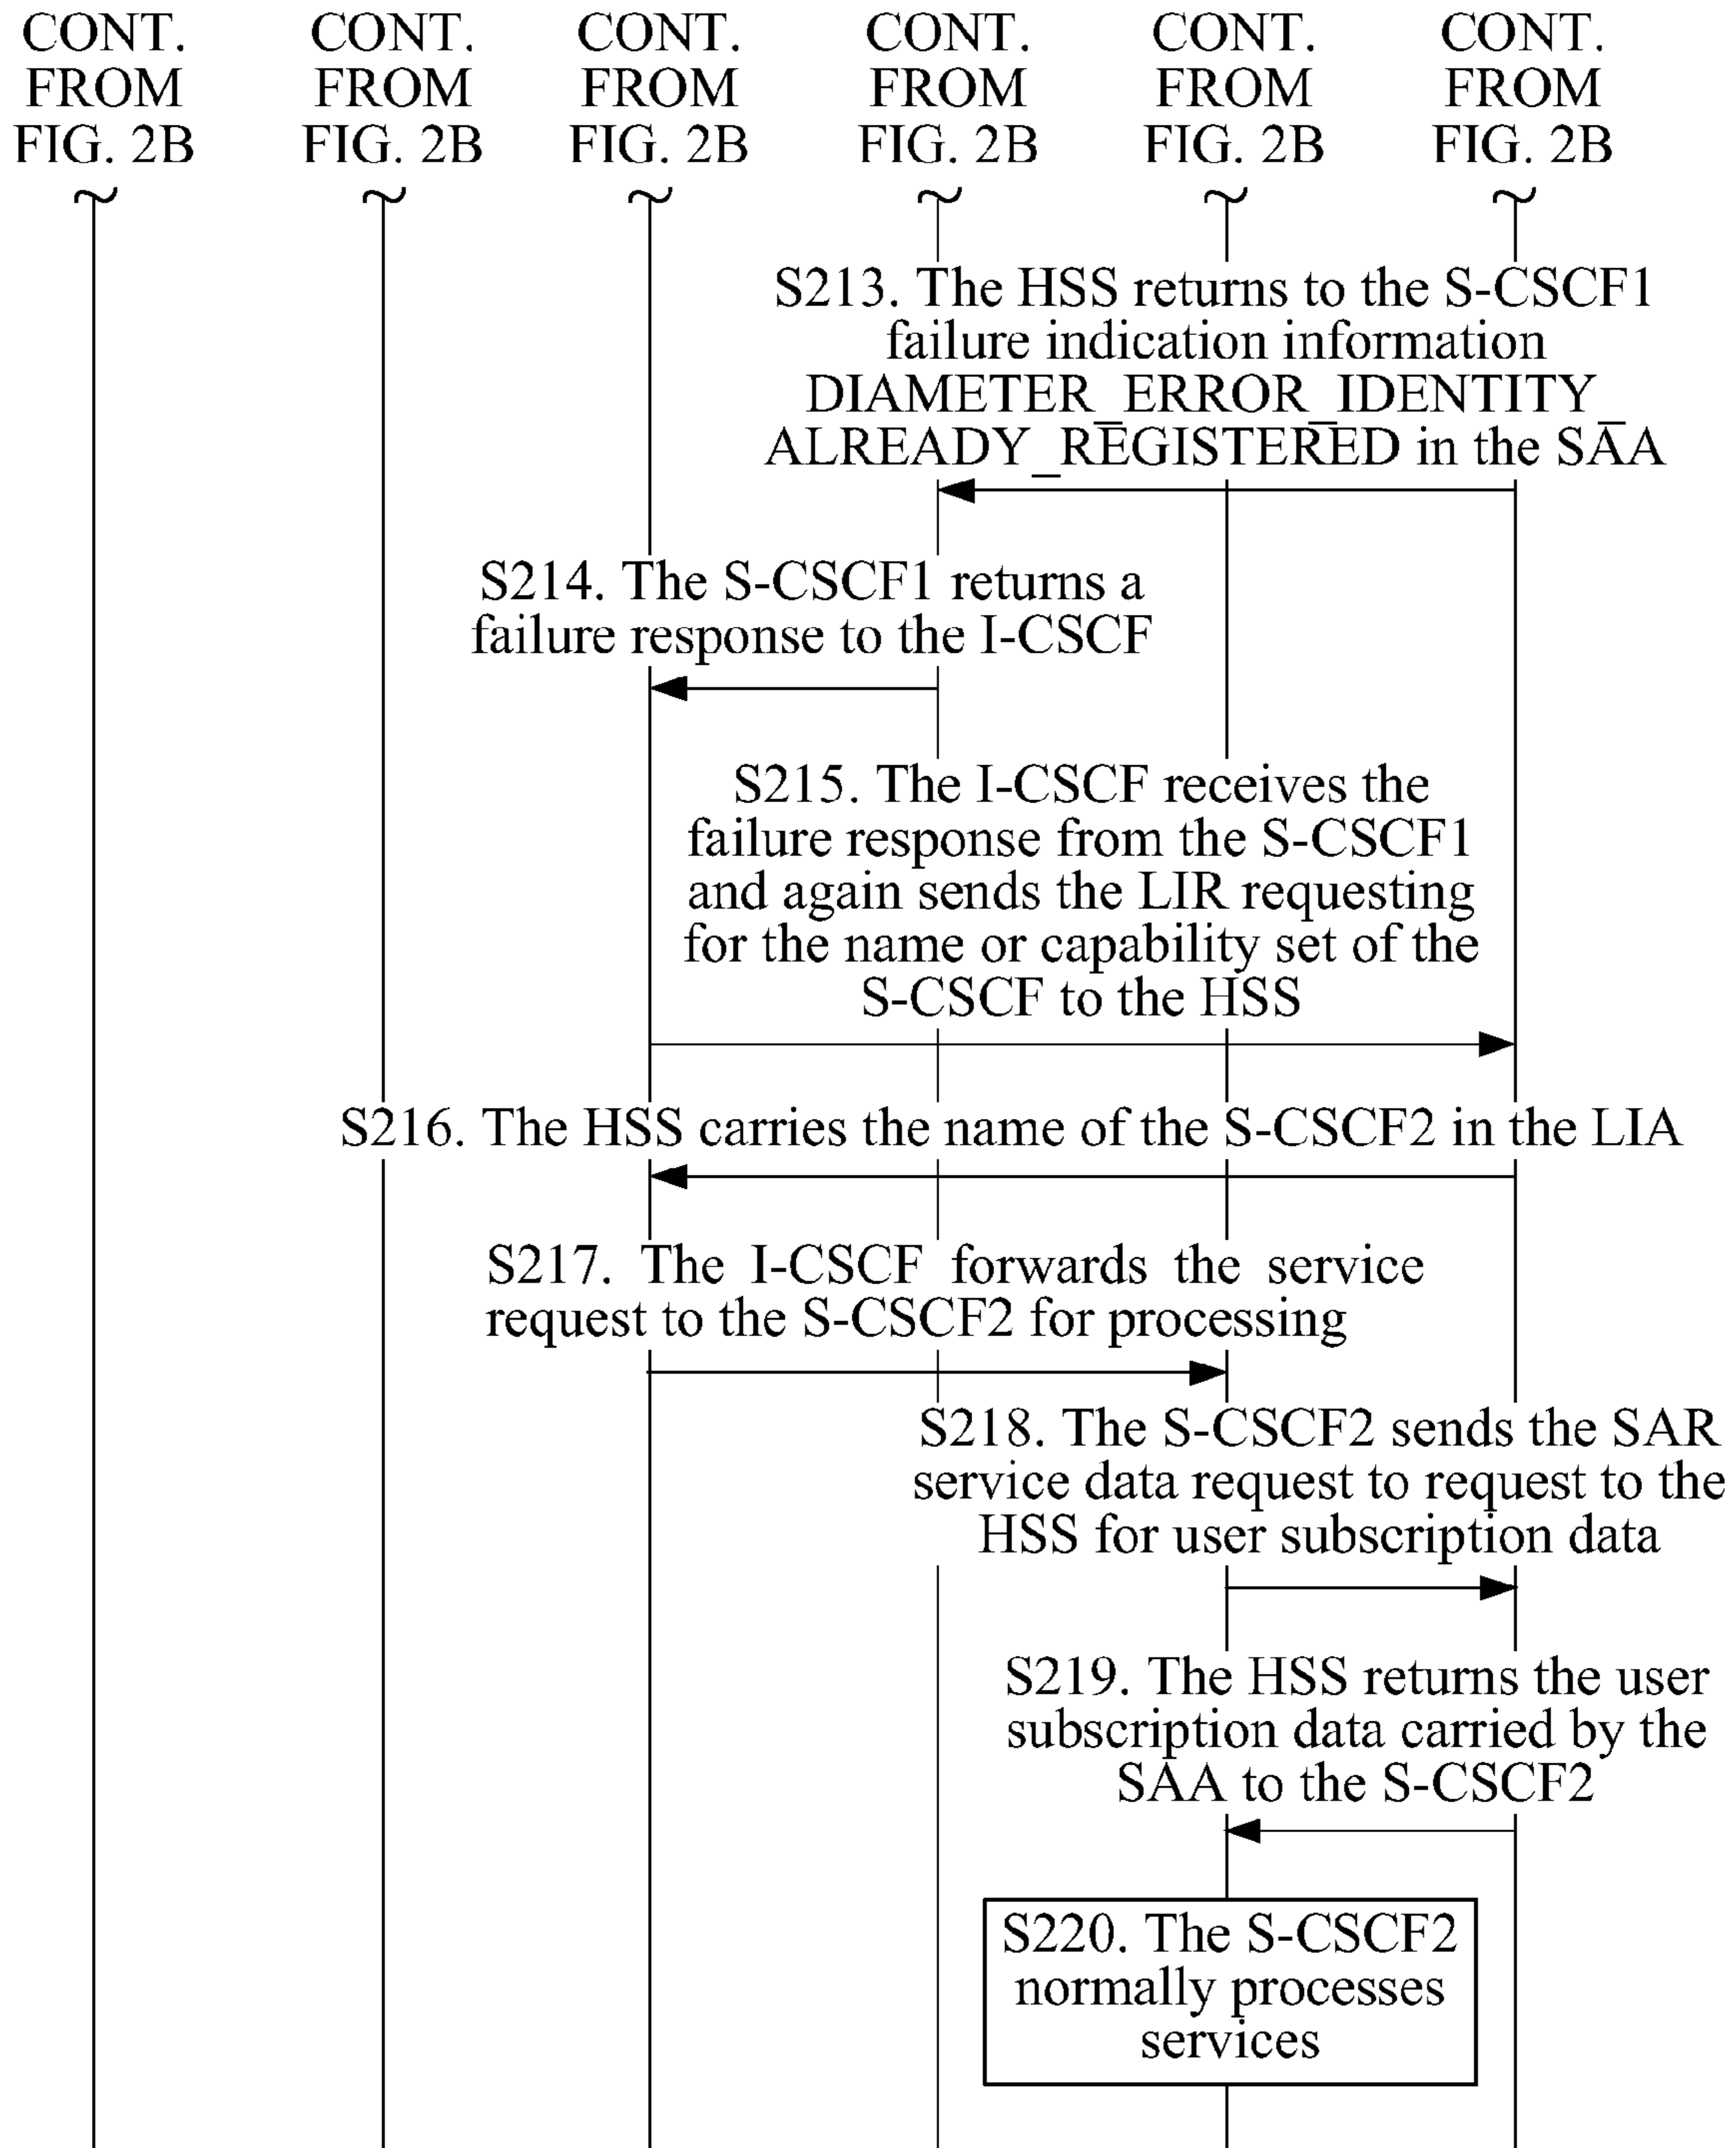 CONT. CONT. CONT. CONT. CONT. CONT.
FROM FROM FROM FROM FROM FROM
FIG. 2B FIG. 2B FIG. 2B FIG. 2B FIG. 2B FIG. 2B
S213. The HSS returns to the S-CSCF1
failure indication information
DIAMETER_ERROR_IDENTITY_
ALREADY_REGISTERED in the SAA
S214. The S-CSCF1 returns a
failure response to the I-CSCF
S215. The I-CSCF receives the
failure response from the S-CSCF1
and again sends the LIR requesting
for the name or capability set of the
S-CSCF to the HSS
S216. The HSS carries the name of the S-CSCF2 in the LIA
S217. The I-CSCF forwards the service
request to the S-CSCF2 for processing
S218. The S-CSCF2 sends the SAR
service data request to request to the
HSS for user subscription data
S219. The HSS returns the user
subscription data carried by the
SAA to the S-CSCF2
S220. The S-CSCF2
normally processes
services